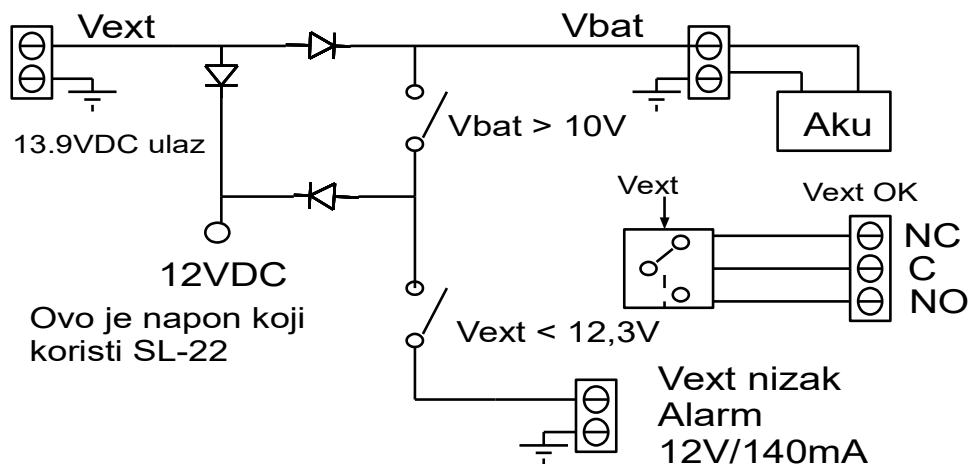 Vext
Vbat
13.9VDC ulaz
Vbat > 10V
Aku
Vext
Vext OK
NC
C
NO
12VDC
Ovo je napon koji
koristi SL-22
Vext < 12,3V
Vext nizak
Alarm
12V/140mA